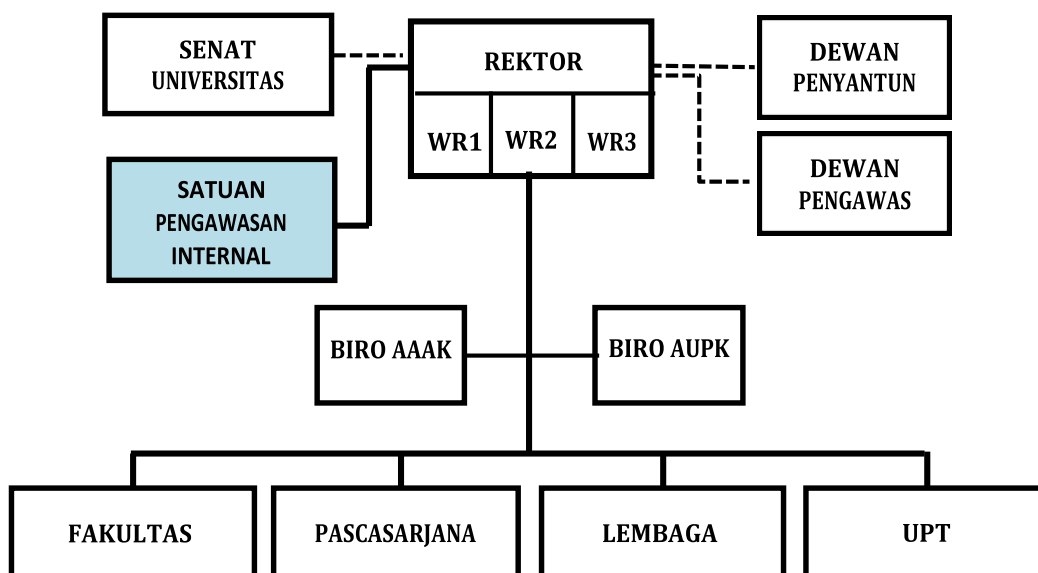 SENAT
UNIVERSITAS
REKTOR
WR1
WR2
WR3
DEWAN
PENYANTUN
DEWAN
PENGAWAS
SATUAN
PENGAWASAN
INTERNAL
BIRO AAAK
BIRO AUPK
FAKULTAS
PASCASARJANA
LEMBAGA
UPT